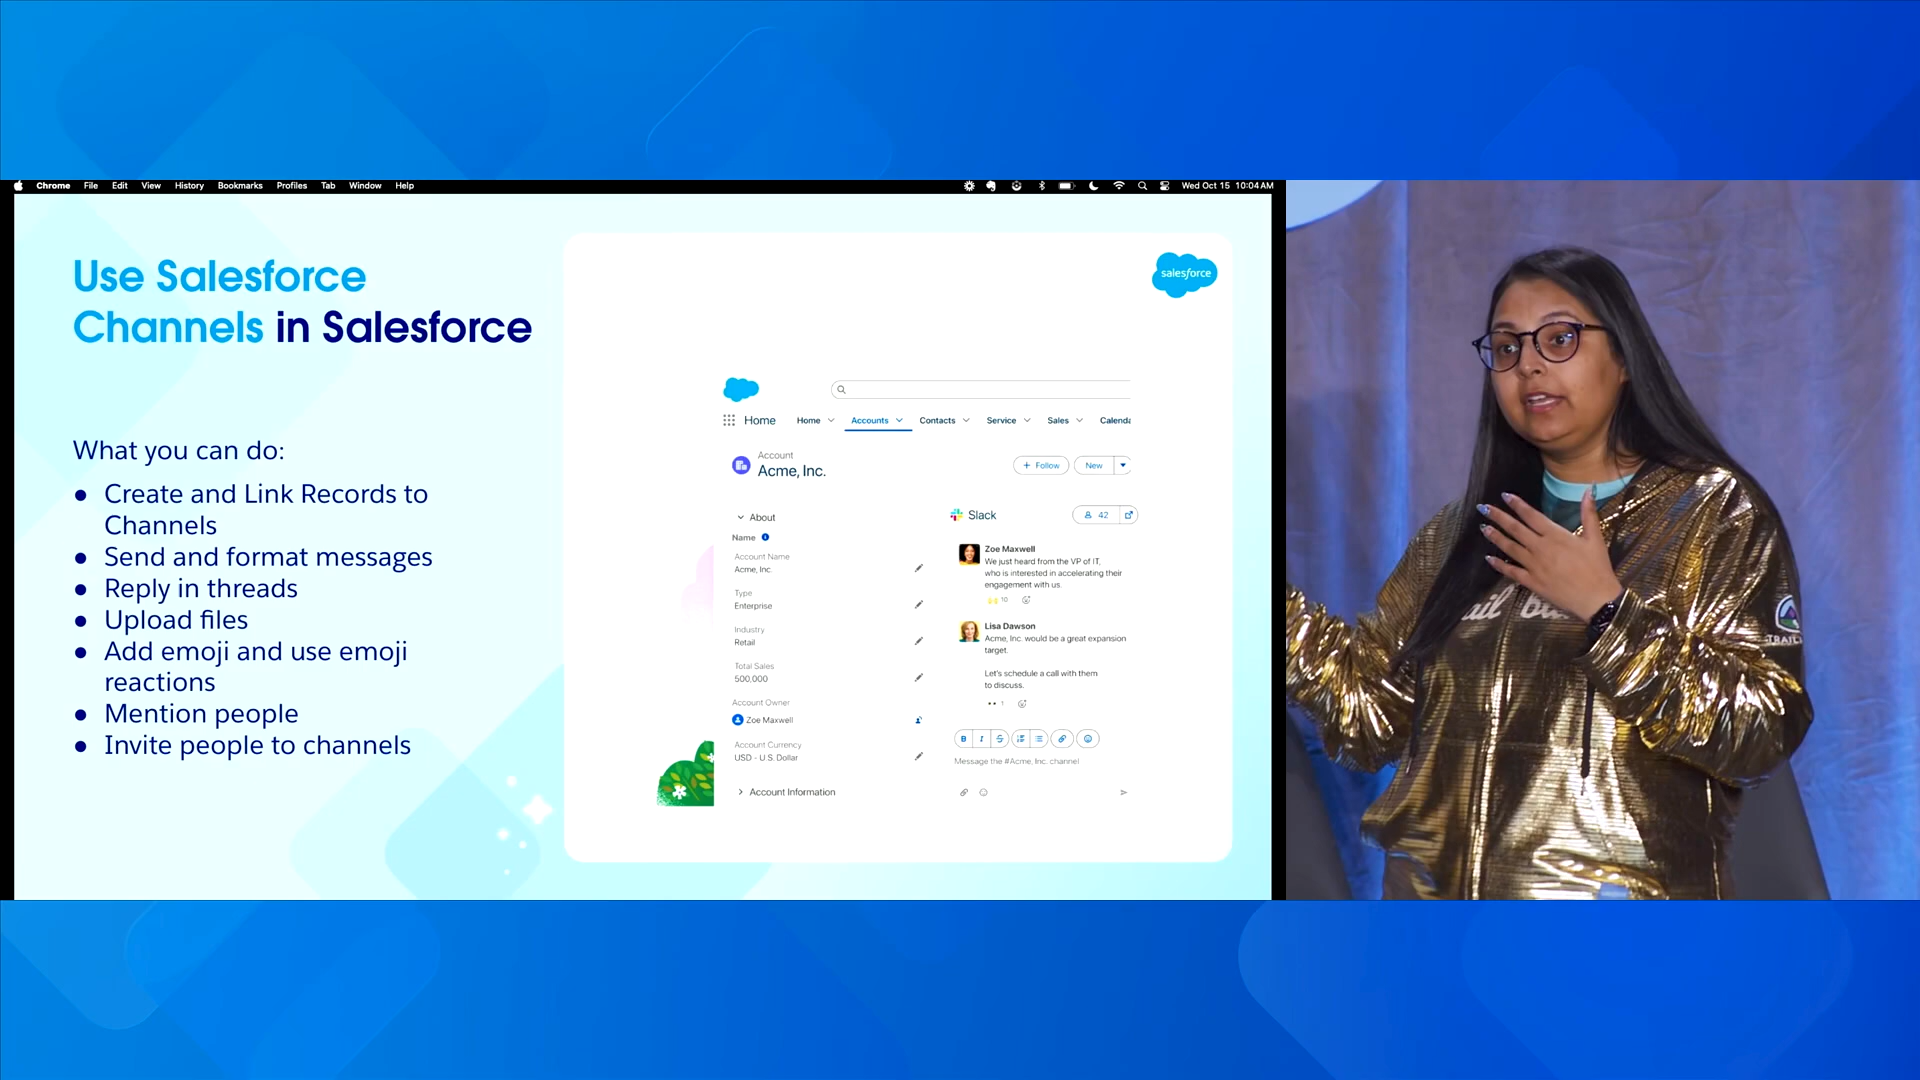 Chrome File Edit View History Bookmarks Profiles Tab Window Help
Wed Oct 15 10:04 AM
Use Salesforce
Channels in Salesforce
What you can do:
● Create and Link Records to
Channels
● Send and format messages
● Reply in threads
● Upload files
● Add emoji and use emoji
reactions
● Mention people
● Invite people to channels
salesforce
Home Home Accounts Contacts Service Sales Calenda
Account
Acme, Inc.
+ Follow New
About
Name
Account Name
Acme, Inc.
Type
Enterprise
Industry
Retail
Total Sales
500,000
Account Owner
Zoe Maxwell
Account Currency
USD - U.S. Dollar
Account Information
Slack
42
Zoe Maxwell
We just heard from the VP of IT,
who is interested in accelerating their
engagement with us.
10
Lisa Dawson
Acme, Inc. would be a great expansion
target.
Let's schedule a call with them
to discuss.
1
B I S
Message the #Acme, Inc. channel
TRAIL